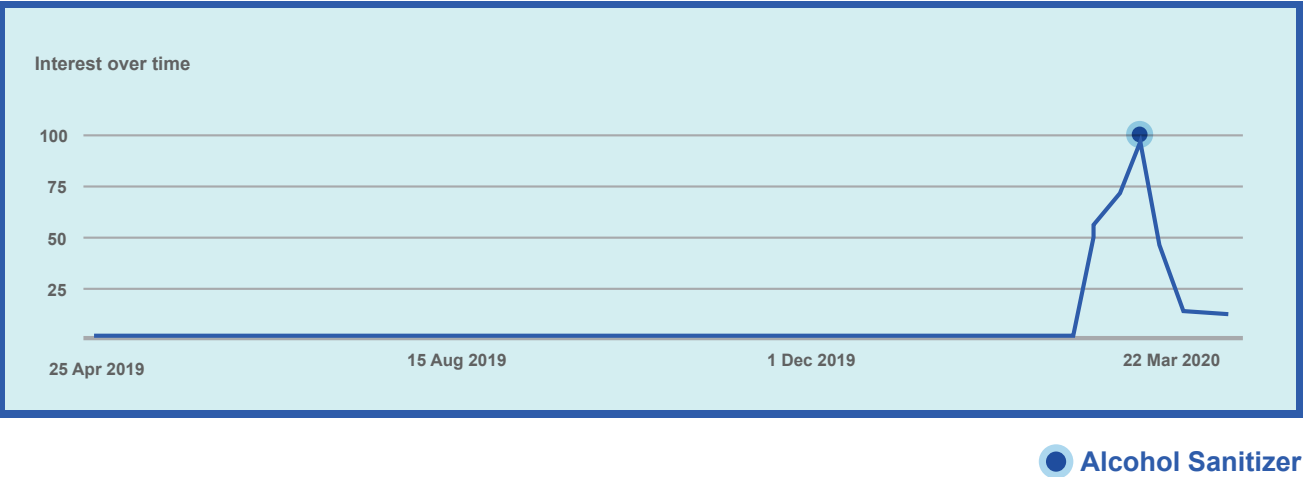 Interest over time
100
75
50
25
25 Apr 2019
15 Aug 2019
1 Dec 2019
22 Mar 2020
Alcohol Sanitizer